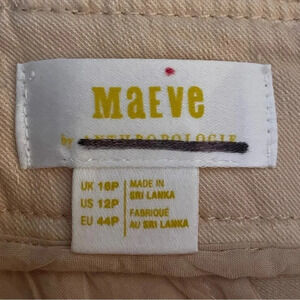 MAEVE
by ANTHROPOLOGIE
UK 16P
US 12P
EU 44P
MADE IN
SRI LANKA
FABRIQUÉ
AU SRI LANKA